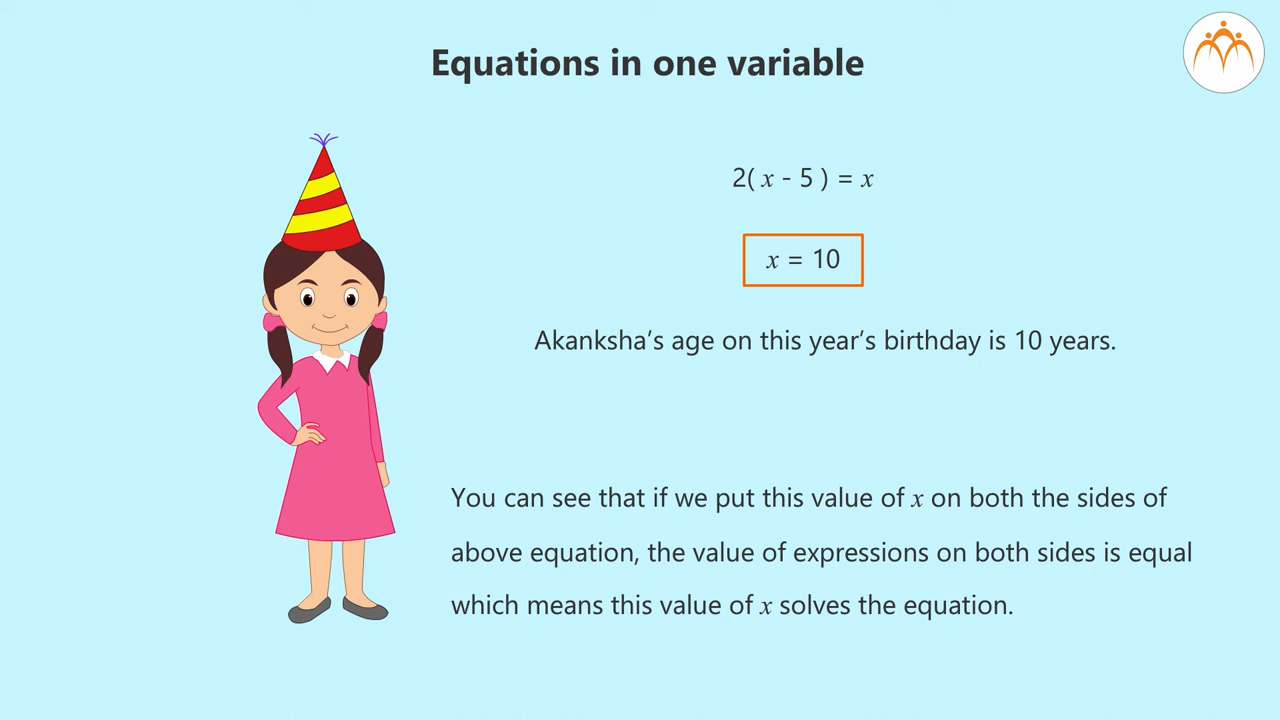 Equations in one variable
2( x - 5 ) = x
x = 10
Akanksha’s age on this year’s birthday is 10 years.
You can see that if we put this value of x on both the sides of
above equation, the value of expressions on both sides is equal
which means this value of x solves the equation.